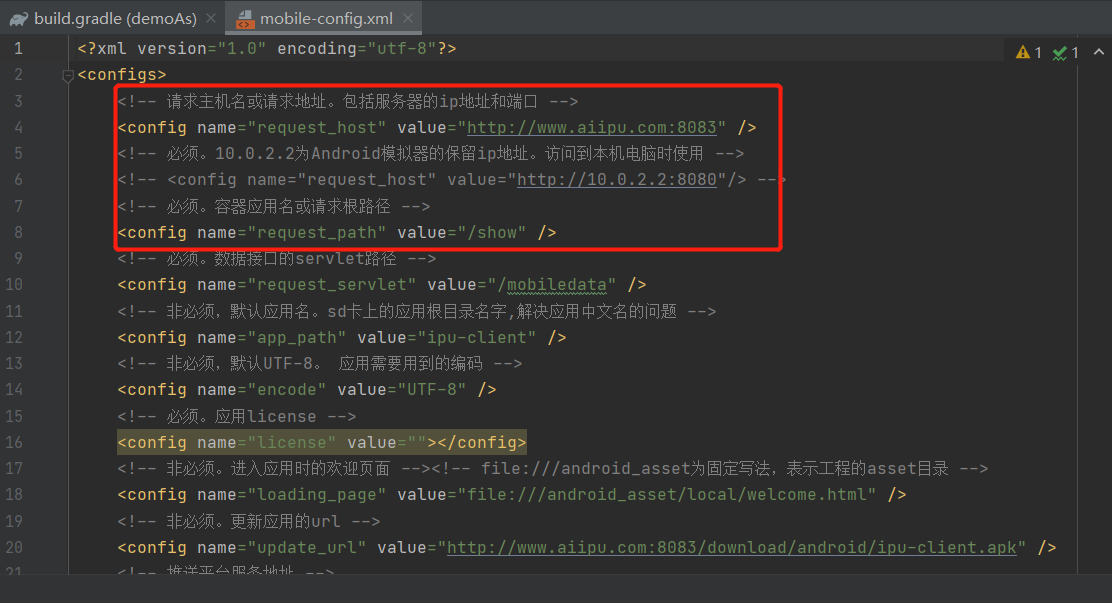 build.gradle (demoAs)
mobile-config.xml
1 <?xml version="1.0" encoding="utf-8"?>
1 1
2 <configs>
3 <!-- 请求主机名或请求地址。包括服务器的ip地址和端口 -->
4 <config name="request_host" value="http://www.aiipu.com:8083" />
5 <!-- 必须。10.0.2.2为Android模拟器的保留ip地址。访问到本机电脑时使用 -->
6 <!-- <config name="request_host" value="http://10.0.2.2:8080"/> -->
7 <!-- 必须。容器应用名或请求根路径 -->
8 <config name="request_path" value="/show" />
9 <!-- 必须。数据接口的servlet路径 -->
10 <config name="request_servlet" value="/mobiledata" />
11 <!-- 非必须，默认应用名。sd卡上的应用根目录名字,解决应用中文名的问题 -->
12 <config name="app_path" value="ipu-client" />
13 <!-- 非必须，默认UTF-8。 应用需要用到的编码 -->
14 <config name="encode" value="UTF-8" />
15 <!-- 必须。应用license -->
16 <config name="license" value=""></config>
17 <!-- 非必须。进入应用时的欢迎页面 --><!-- file:///android_asset为固定写法，表示工程的asset目录 -->
18 <config name="loading_page" value="file:///android_asset/local/welcome.html" />
19 <!-- 非必须。更新应用的url -->
20 <config name="update_url" value="http://www.aiipu.com:8083/download/android/ipu-client.apk" />
21 <!-- 推送平台服务地址 -->